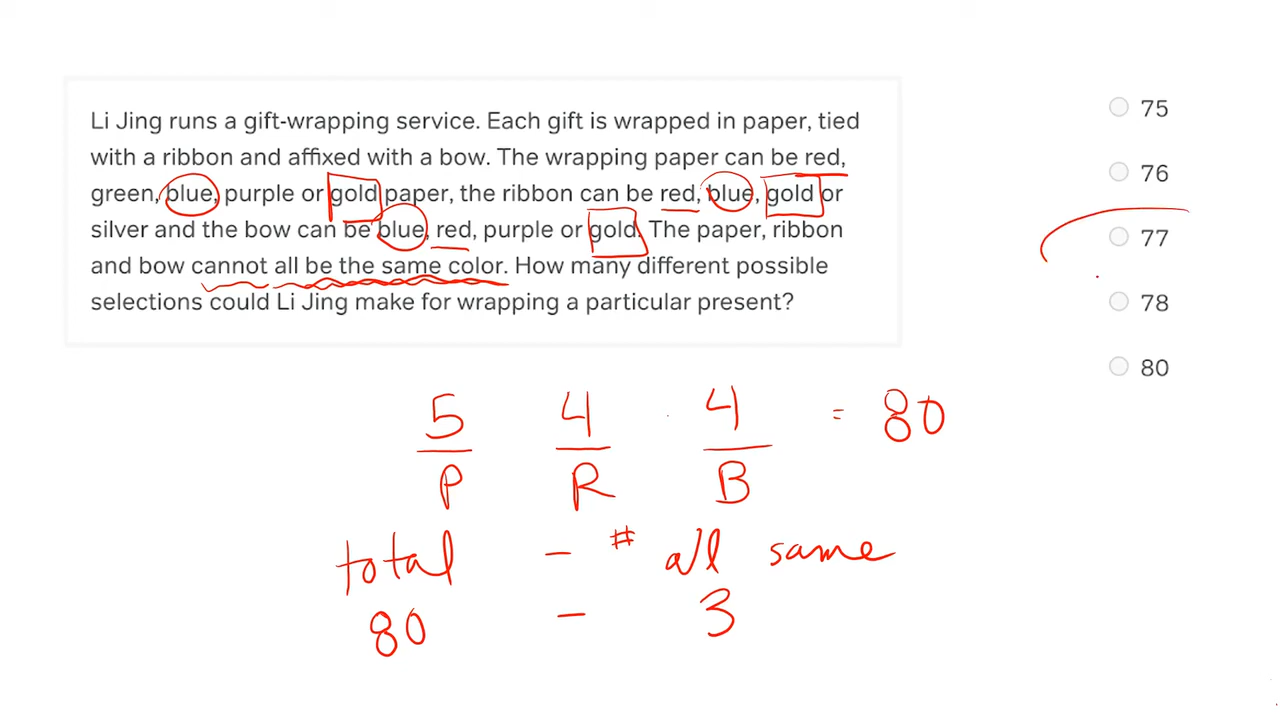 Li Jing runs a gift-wrapping service. Each gift is wrapped in paper, tied
with a ribbon and affixed with a bow. The wrapping paper can be red,
green, blue, purple or gold paper, the ribbon can be red, blue, gold or
silver and the bow can be blue, red, purple or gold. The paper, ribbon
and bow cannot all be the same color. How many different possible
selections could Li Jing make for wrapping a particular present?
75
76
77
78
80
5 4 · 4 = 80
P R B
total - # all same
80 - 3